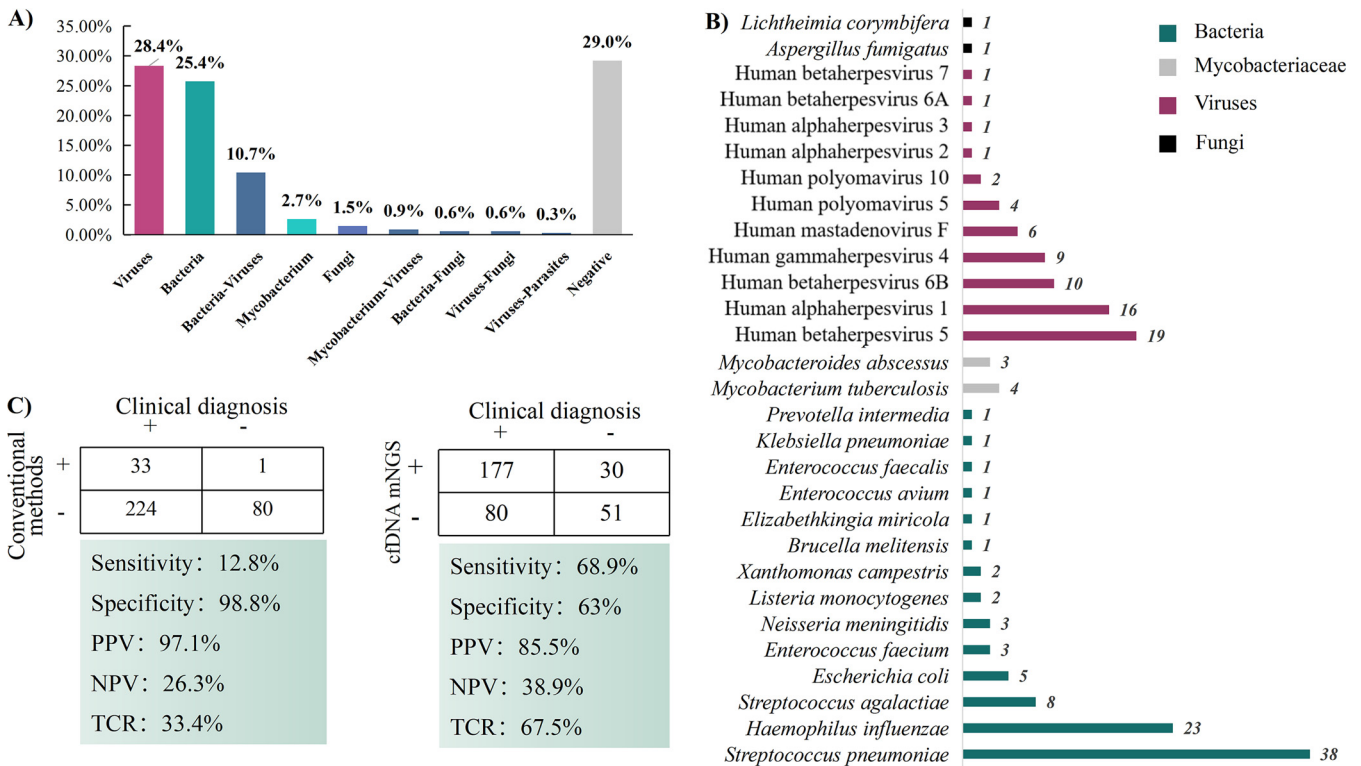 A)
35.00%
30.00%
25.00%
20.00%
15.00%
10.00%
5.00%
0.00%
28.4%
25.4%
10.7%
2.7%
1.5%
0.9%
0.6%
0.6%
0.3%
29.0%
Viruses
Bacteria
Bacteria-Viruses
Mycobacterium
Fungi
Mycobacterium-Viruses
Bacteria-Fungi
Viruses-Fungi
Viruses-Parasites
Negative
B)
Lichtheimia corymbifera 1
Aspergillus fumigatus 1
Human betaherpesvirus 7 1
Human betaherpesvirus 6A 1
Human alphaherpesvirus 3 1
Human alphaherpesvirus 2 1
Human polyomavirus 10 2
Human polyomavirus 5 4
Human mastadenovirus F 6
Human gammaherpesvirus 4 9
Human betaherpesvirus 6B 10
Human alphaherpesvirus 1 16
Human betaherpesvirus 5 19
Mycobacteroides abscessus 3
Mycobacterium tuberculosis 4
Prevotella intermedia 1
Klebsiella pneumoniae 1
Enterococcus faecalis 1
Enterococcus avium 1
Elizabethkingia miricola 1
Brucella melitensis 1
Xanthomonas campestris 2
Listeria monocytogenes 2
Neisseria meningitidis 3
Enterococcus faecium 3
Escherichia coli 5
Streptococcus agalactiae 8
Haemophilus influenzae 23
Streptococcus pneumoniae 38
Bacteria
Mycobacteriaceae
Viruses
Fungi
C)
Clinical diagnosis
+ -
Conventional
methods
+ 33 1
- 224 80
Sensitivity: 12.8%
Specificity: 98.8%
PPV: 97.1%
NPV: 26.3%
TCR: 33.4%
Clinical diagnosis
+ -
cfDNA mNGS
+ 177 30
- 80 51
Sensitivity: 68.9%
Specificity: 63%
PPV: 85.5%
NPV: 38.9%
TCR: 67.5%